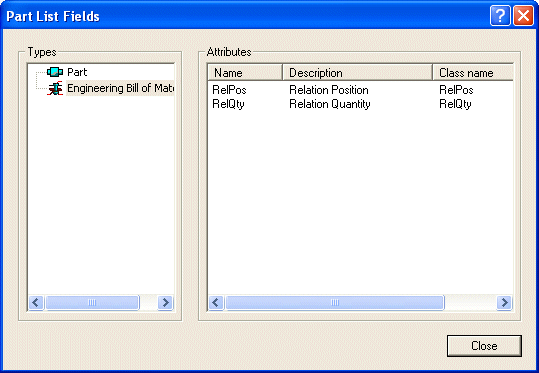 Part List Fields
Types
Part
Engineering Bill of Mate
Attributes
Name Description Class name
RelPos Relation Position RelPos
RelQty Relation Quantity RelQty
Close